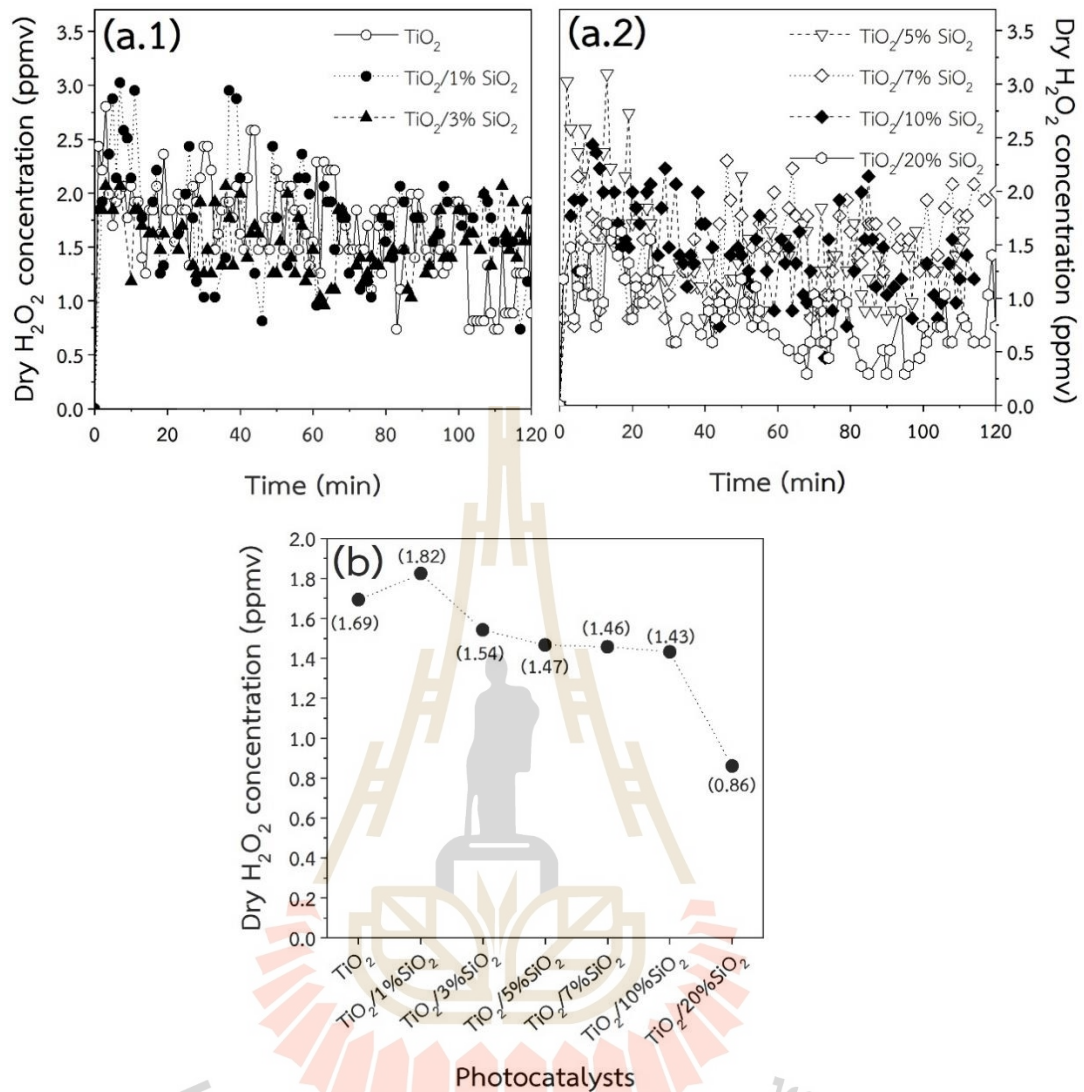 (a.1)
TiO₂
TiO₂/1% SiO₂
TiO₂/3% SiO₂
Dry H₂O₂ concentration (ppmv)
3.5
3.0
2.5
2.0
1.5
1.0
0.5
0.0
0 20 40 60 80 100 120
Time (min)
(a.2)
TiO₂/5% SiO₂
TiO₂/7% SiO₂
TiO₂/10% SiO₂
TiO₂/20% SiO₂
Dry H₂O₂ concentration (ppmv)
3.5
3.0
2.5
2.0
1.5
1.0
0.5
0.0
0 20 40 60 80 100 120
Time (min)
(b)
Dry H₂O₂ concentration (ppmv)
2.0
1.8
1.6
1.4
1.2
1.0
0.8
0.6
0.4
0.2
0.0
(1.69)
(1.82)
(1.54)
(1.47)
(1.46)
(1.43)
(0.86)
TiO₂
TiO₂/1%SiO₂
TiO₂/3%SiO₂
TiO₂/5%SiO₂
TiO₂/7%SiO₂
TiO₂/10%SiO₂
TiO₂/20%SiO₂
Photocatalysts